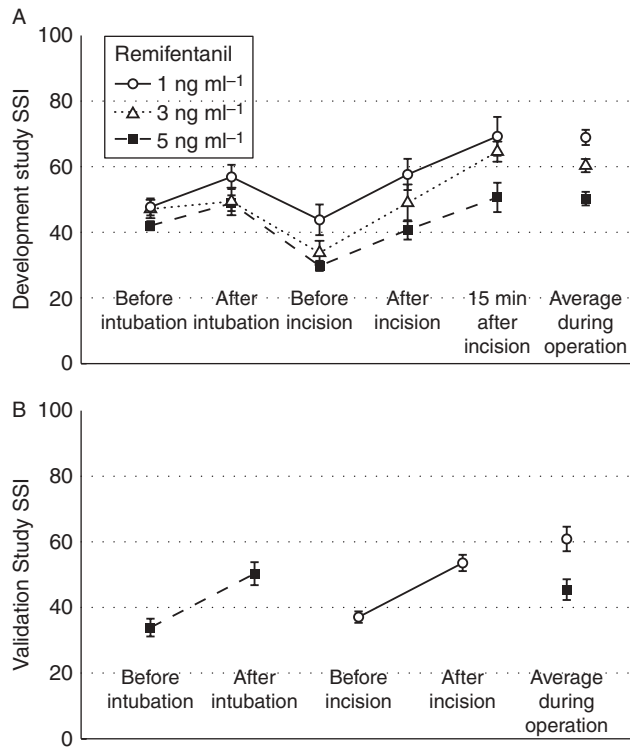 A
Development study SSI
100
80
60
40
20
0
Remifentanil
1 ng ml⁻¹
3 ng ml⁻¹
5 ng ml⁻¹
Before
intubation
After
intubation
Before
incision
After
incision
15 min
after
incision
Average
during
operation
B
Validation Study SSI
100
80
60
40
20
0
Before
intubation
After
intubation
Before
incision
After
incision
Average
during
operation